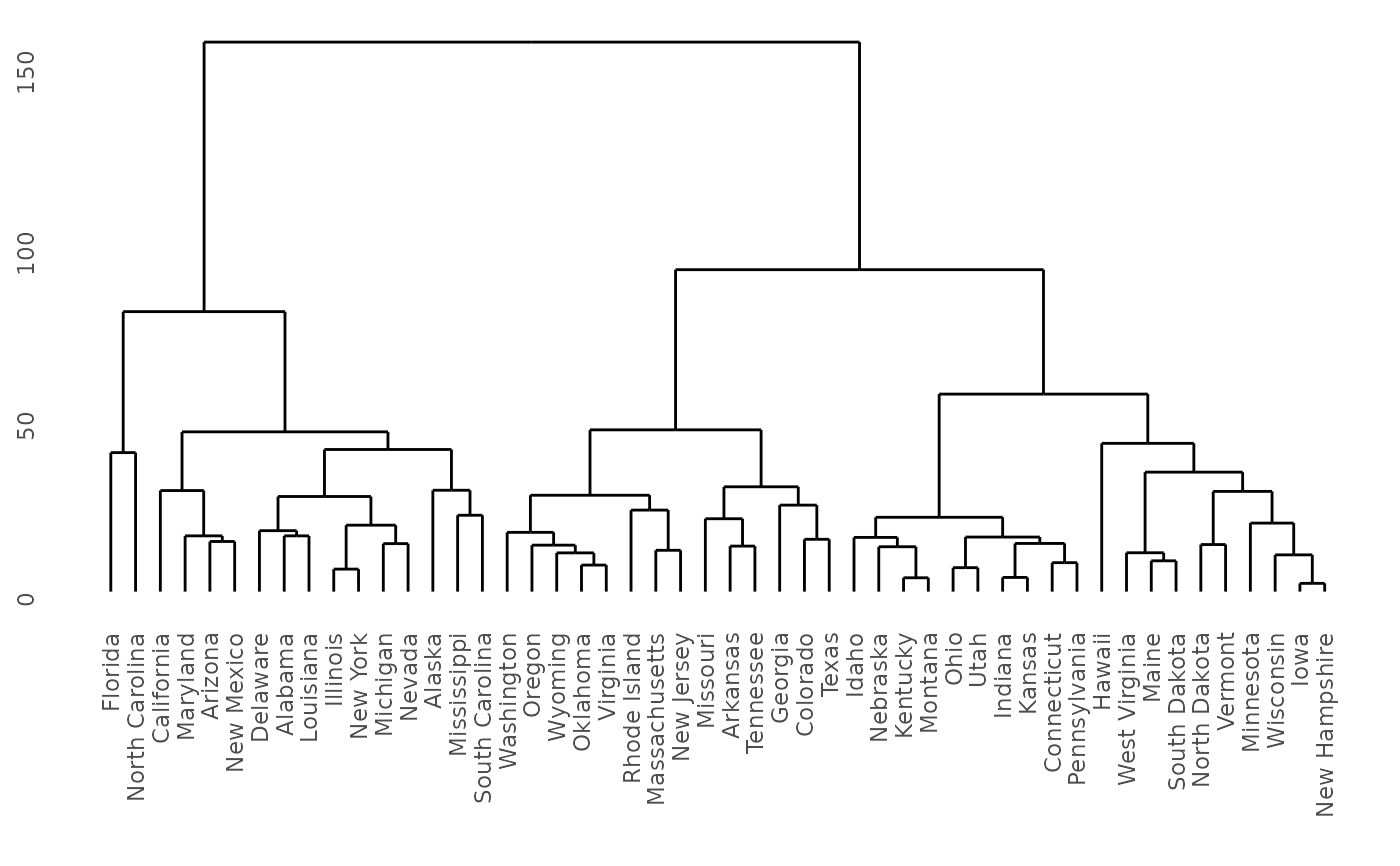 150
100
50
0
Florida
North Carolina
California
Maryland
Arizona
New Mexico
Delaware
Alabama
Louisiana
Illinois
New York
Michigan
Nevada
Alaska
Mississippi
South Carolina
Washington
Oregon
Wyoming
Oklahoma
Virginia
Rhode Island
Massachusetts
New Jersey
Missouri
Arkansas
Tennessee
Georgia
Colorado
Texas
Idaho
Nebraska
Kentucky
Montana
Ohio
Utah
Indiana
Kansas
Connecticut
Pennsylvania
Hawaii
West Virginia
Maine
South Dakota
North Dakota
Vermont
Minnesota
Wisconsin
Iowa
New Hampshire